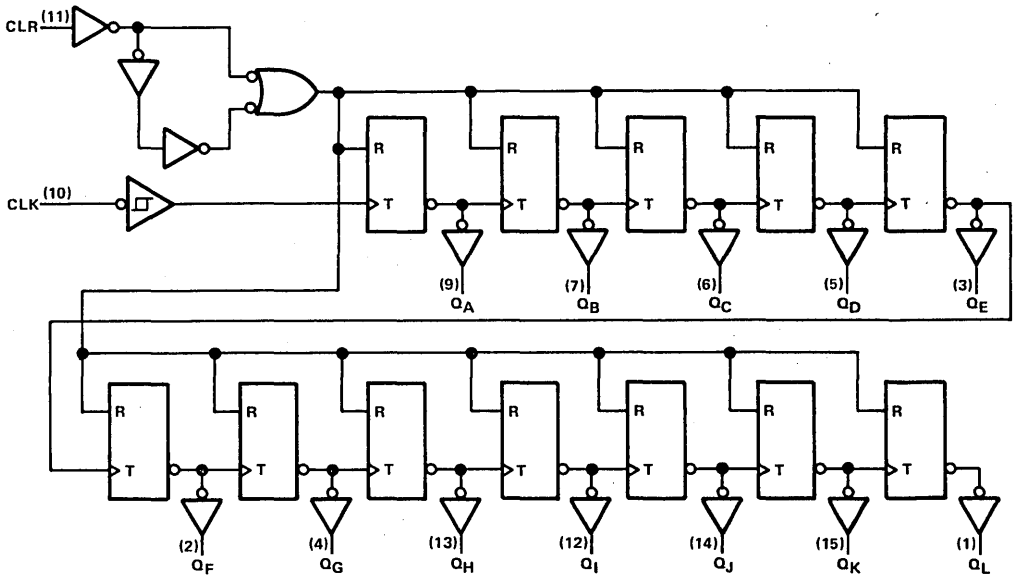 CLR (11)
R R R R R
CLK (10)
T T T T T
(9) (7) (6) (5) (3)
QA QB QC QD QE
R R R R R R R
T T T T T T T
(2) (4) (13) (12) (14) (15) (1)
QF QG QH QI QJ QK QL